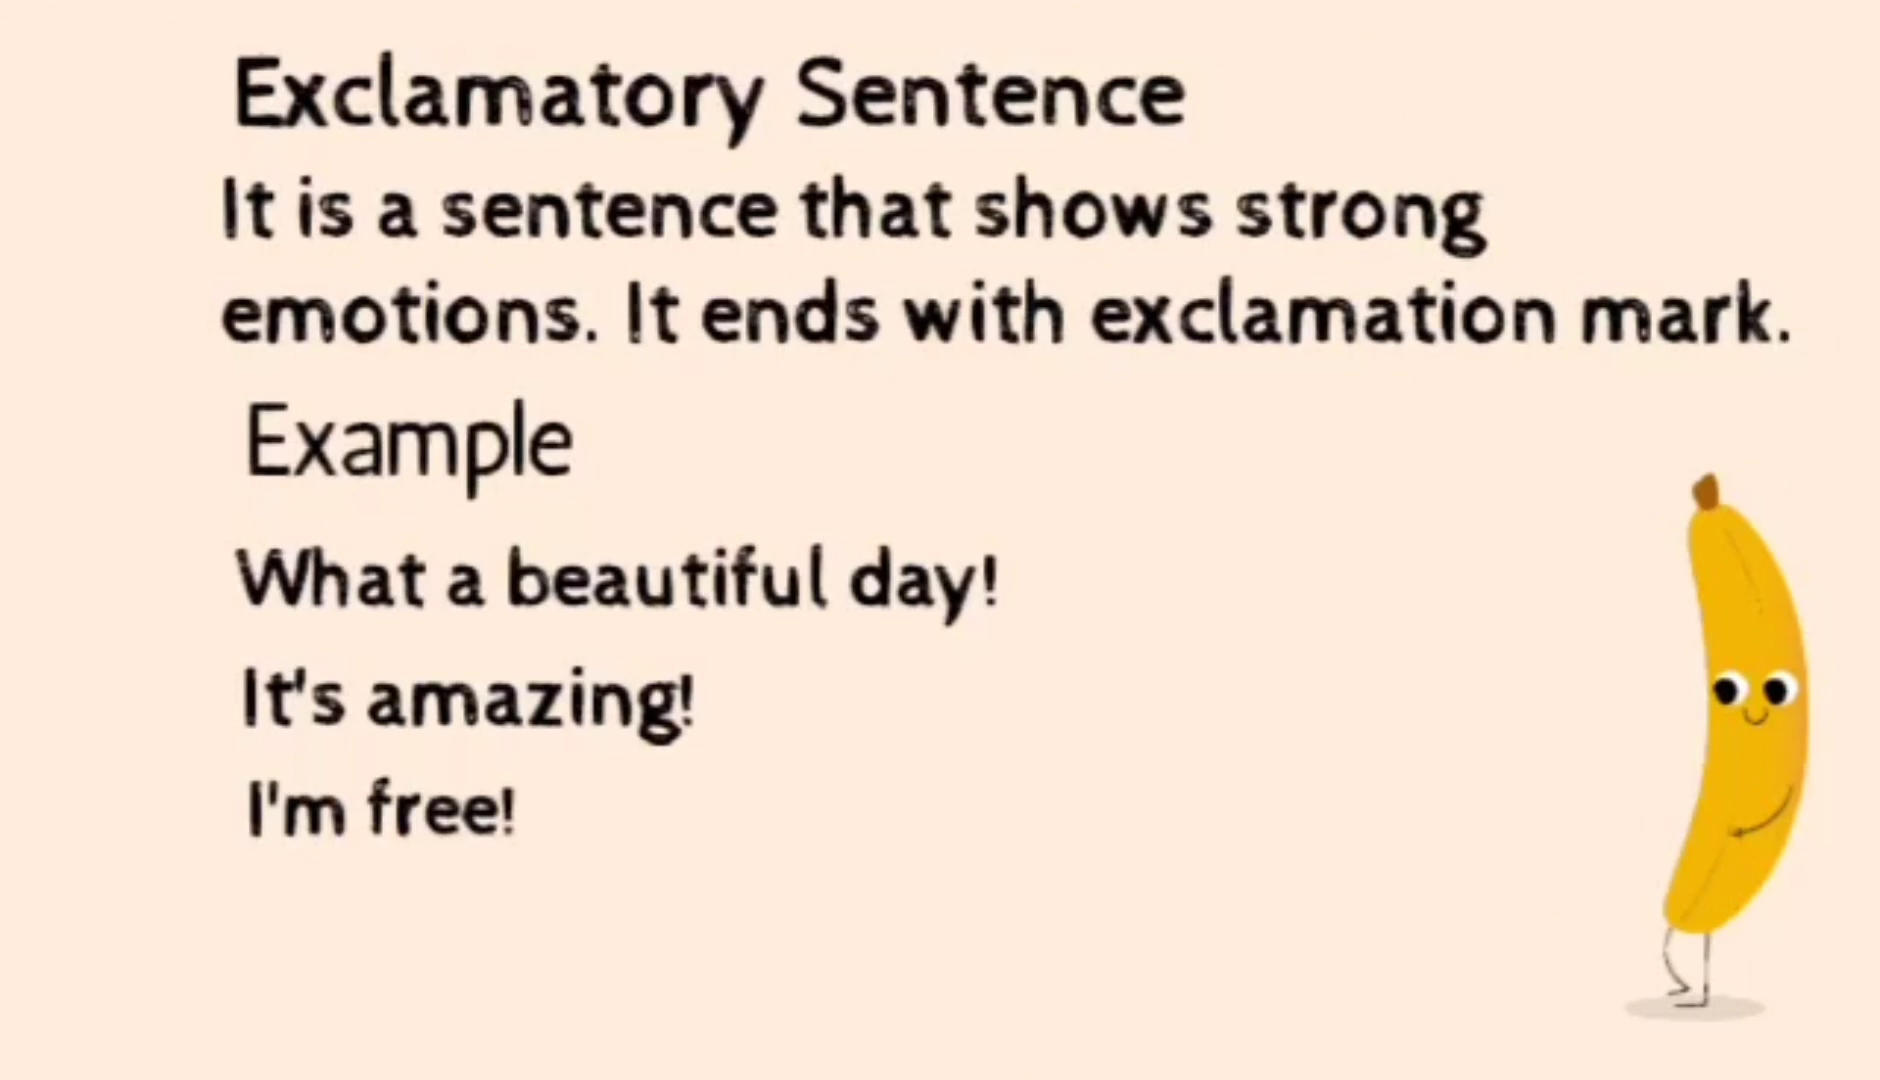 Exclamatory Sentence
It is a sentence that shows strong
emotions. It ends with exclamation mark.
Example
What a beautiful day!
It's amazing!
I'm free!